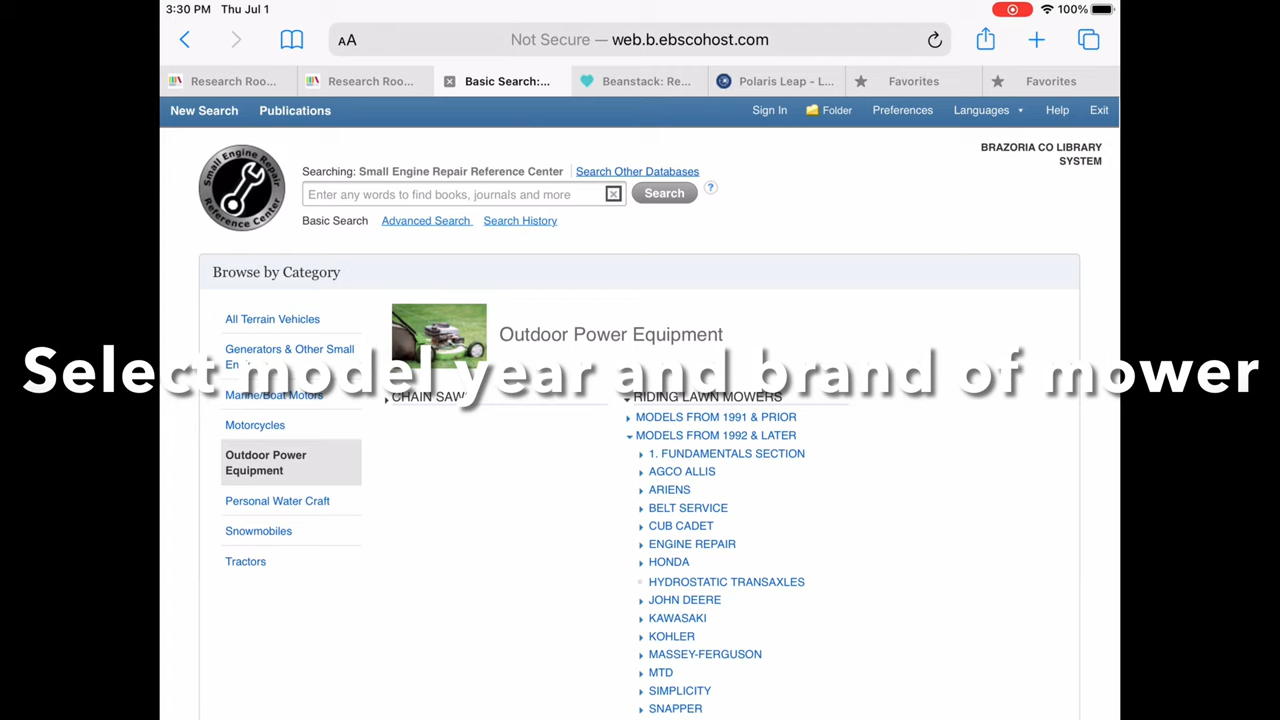 3:30 PM Thu Jul 1
100%
AA
Not Secure — web.b.ebscohost.com
Research Roo...
Research Roo...
Basic Search:...
Beanstack: Re...
Polaris Leap - L...
Favorites
Favorites
New Search
Publications
Sign In
Folder
Preferences
Languages
Help
Exit
BRAZORIA CO LIBRARY
SYSTEM
Small Engine Repair
Reference Center
Searching: Small Engine Repair Reference Center
Search Other Databases
Enter any words to find books, journals and more
Search
?
Basic Search
Advanced Search
Search History
Browse by Category
All Terrain Vehicles
Generators & Other Small
Marine/Boat Motors
Motorcycles
Outdoor Power
Equipment
Personal Water Craft
Snowmobiles
Tractors
Outdoor Power Equipment
Select model year and brand of mower
CHAIN SAW
RIDING LAWN MOWERS
MODELS FROM 1991 & PRIOR
MODELS FROM 1992 & LATER
1. FUNDAMENTALS SECTION
AGCO ALLIS
ARIENS
BELT SERVICE
CUB CADET
ENGINE REPAIR
HONDA
HYDROSTATIC TRANSAXLES
JOHN DEERE
KAWASAKI
KOHLER
MASSEY-FERGUSON
MTD
SIMPLICITY
SNAPPER